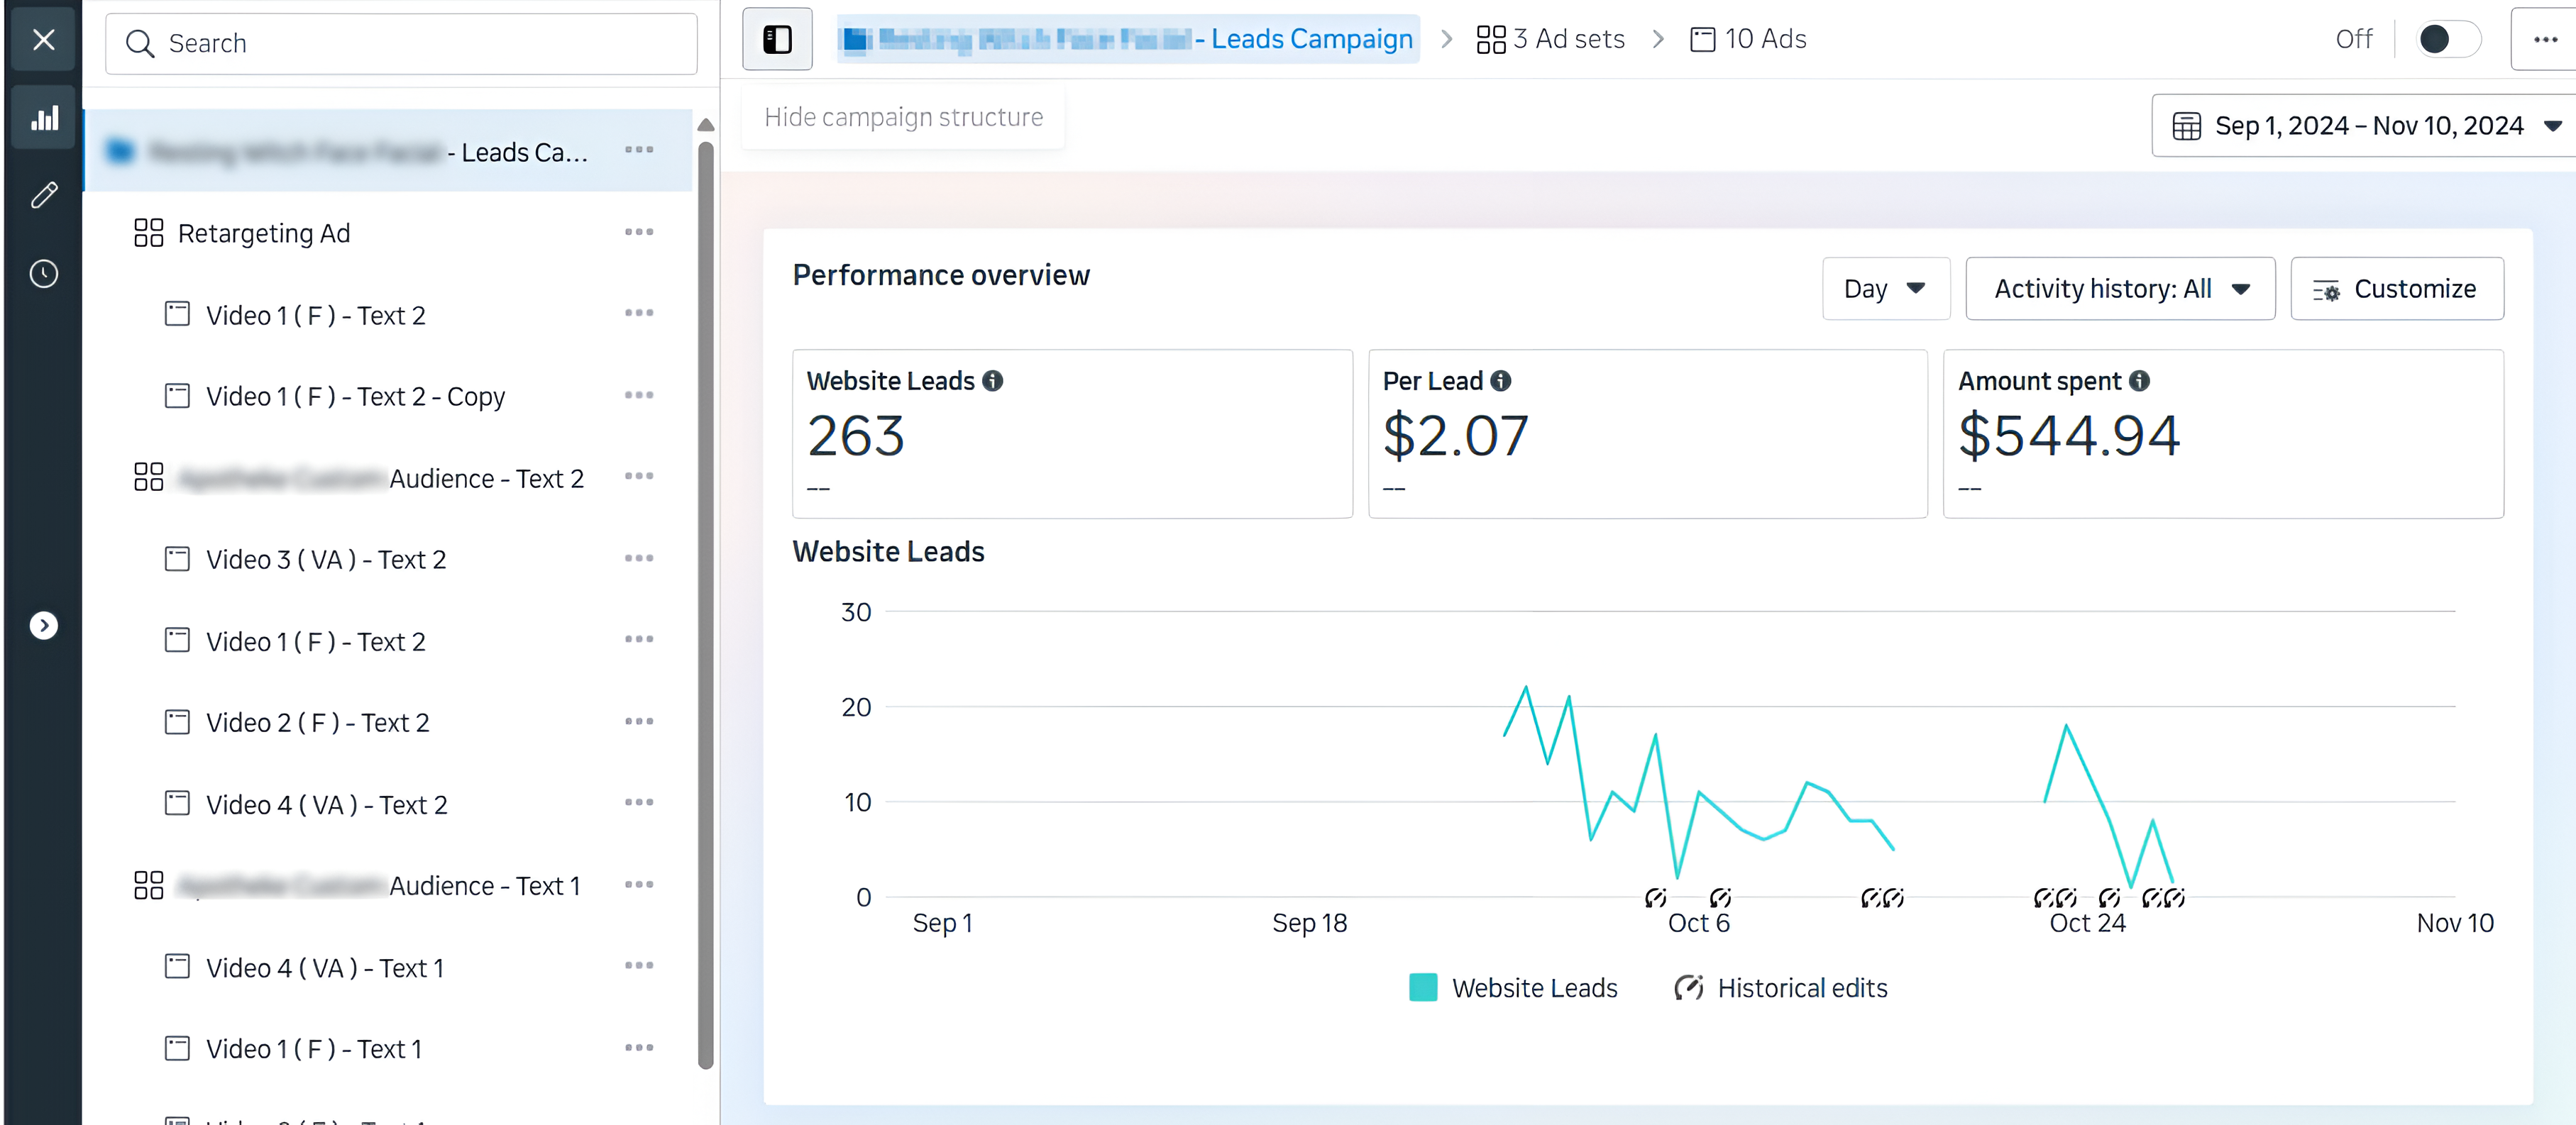 Search
- Leads Campaign
3 Ad sets
10 Ads
Off
Hide campaign structure
Sep 1, 2024 – Nov 10, 2024
- Leads Ca...
Retargeting Ad
Video 1 ( F ) - Text 2
Video 1 ( F ) - Text 2 - Copy
Audience - Text 2
Video 3 ( VA ) - Text 2
Video 1 ( F ) - Text 2
Video 2 ( F ) - Text 2
Video 4 ( VA ) - Text 2
Audience - Text 1
Video 4 ( VA ) - Text 1
Video 1 ( F ) - Text 1
Performance overview
Day
Activity history: All
Customize
Website Leads
263
--
Per Lead
$2.07
--
Amount spent
$544.94
--
Website Leads
30
20
10
0
Sep 1
Sep 18
Oct 6
Oct 24
Nov 10
Website Leads
Historical edits